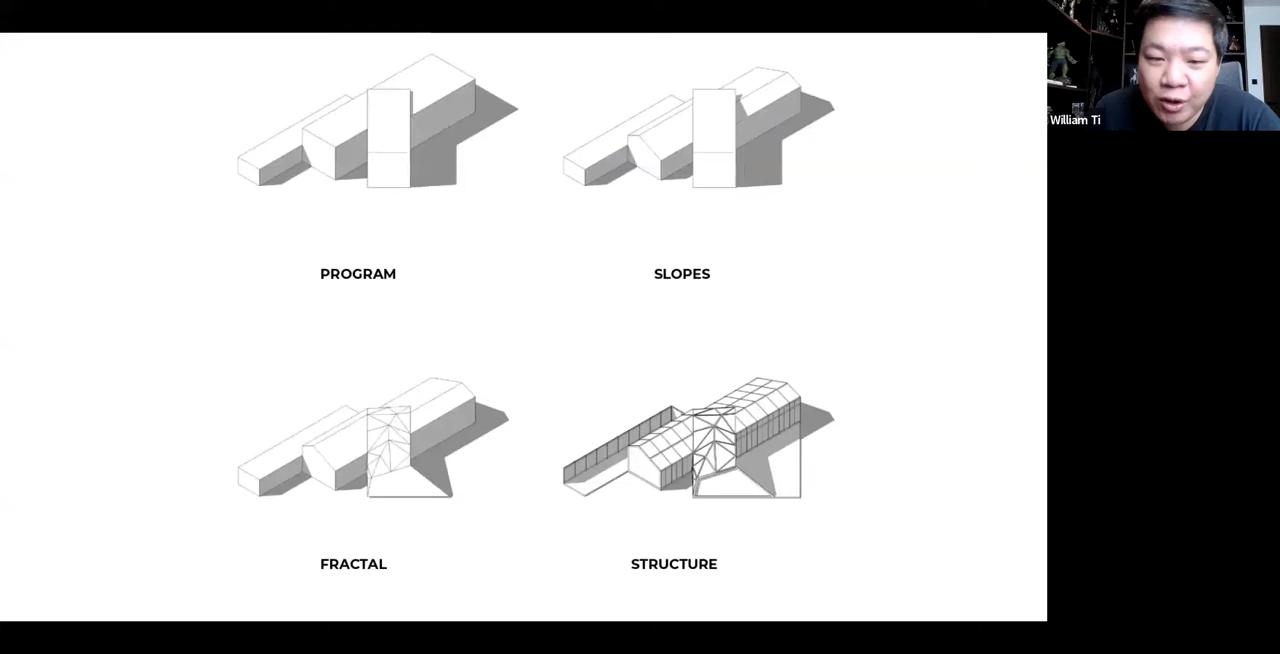 William Ti
PROGRAM
SLOPES
FRACTAL
STRUCTURE